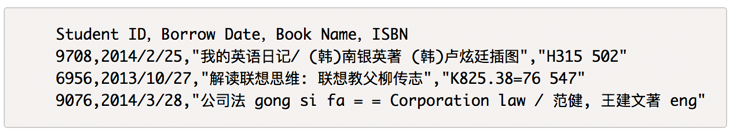 Student ID, Borrow Date, Book Name, ISBN
9708,2014/2/25,"我的英语日记/ (韩)南银英著 (韩)卢炫廷插图","H315 502"
6956,2013/10/27,"解读联想思维: 联想教父柳传志","K825.38=76 547"
9076,2014/3/28,"公司法 gong si fa = = Corporation law / 范健, 王建文著 eng"